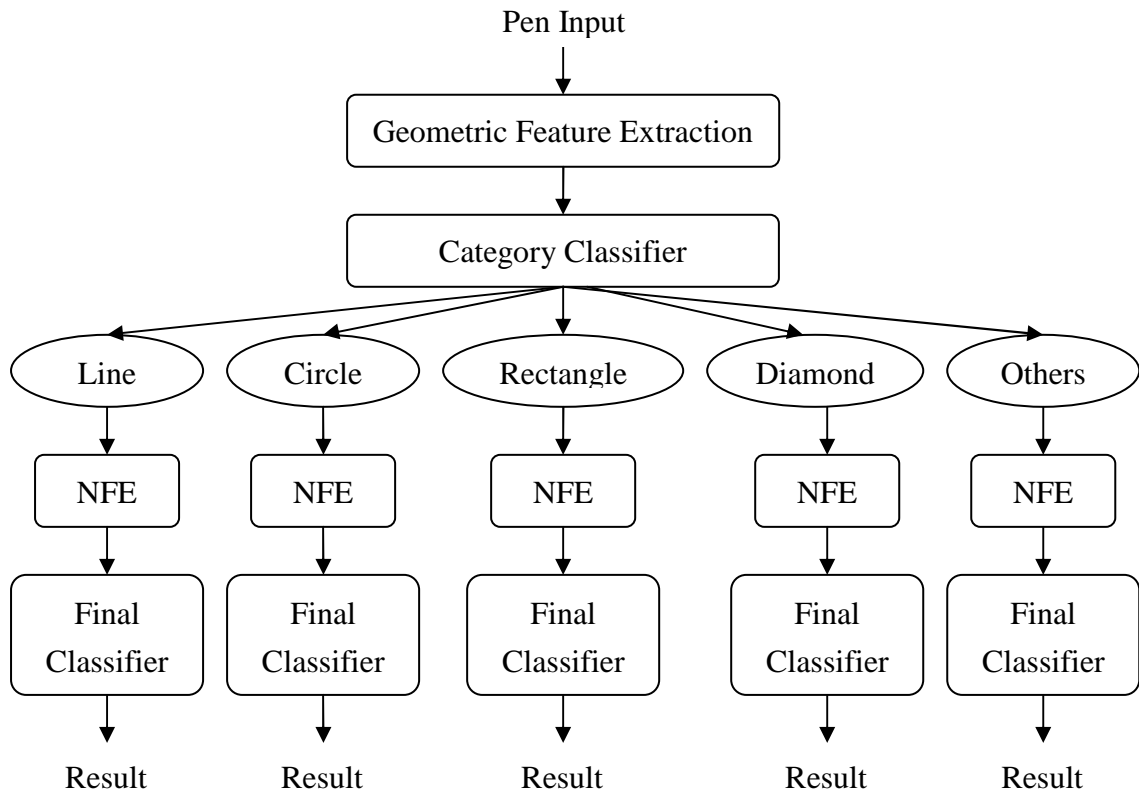 Pen Input
Geometric Feature Extraction
Category Classifier
Line
Circle
Rectangle
Diamond
Others
NFE
NFE
NFE
NFE
NFE
Final
Classifier
Final
Classifier
Final
Classifier
Final
Classifier
Final
Classifier
Result
Result
Result
Result
Result